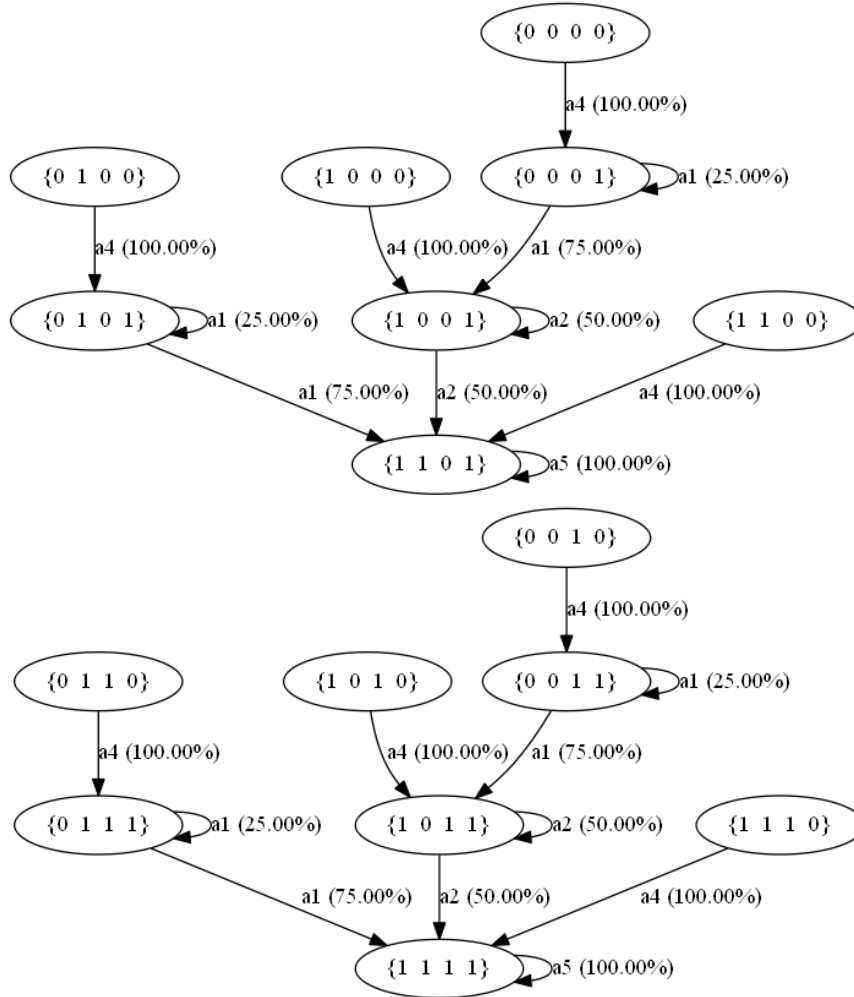 {0 0 0 0}
a4 (100.00%)
{0 1 0 0}
{1 0 0 0}
{0 0 0 1}
a1 (25.00%)
a4 (100.00%)
a4 (100.00%)
a1 (75.00%)
{0 1 0 1}
a1 (25.00%)
{1 0 0 1}
a2 (50.00%)
{1 1 0 0}
a1 (75.00%)
a2 (50.00%)
a4 (100.00%)
{1 1 0 1}
a5 (100.00%)
{0 0 1 0}
a4 (100.00%)
{0 1 1 0}
{1 0 1 0}
{0 0 1 1}
a1 (25.00%)
a4 (100.00%)
a4 (100.00%)
a1 (75.00%)
{0 1 1 1}
a1 (25.00%)
{1 0 1 1}
a2 (50.00%)
{1 1 1 0}
a1 (75.00%)
a2 (50.00%)
a4 (100.00%)
{1 1 1 1}
a5 (100.00%)